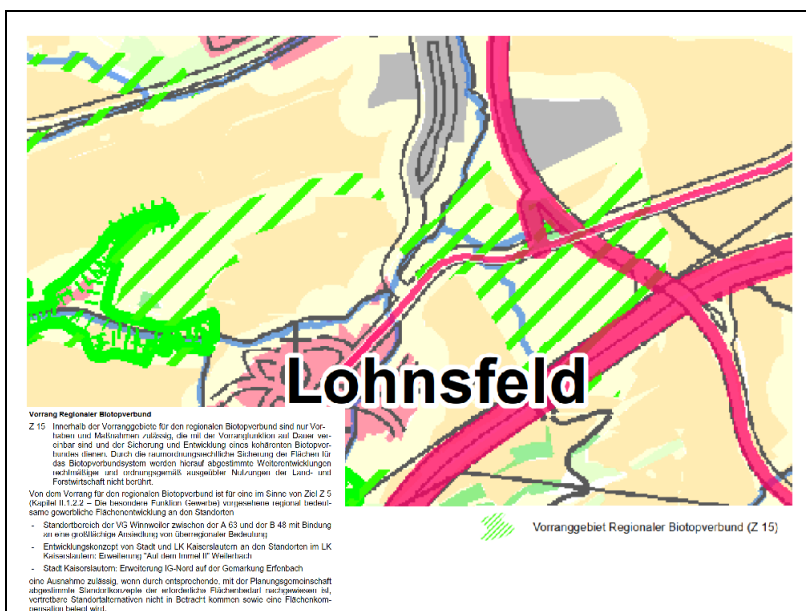 Lohnsfeld
Vorrang Regionaler Biotopverbund
Z 15 Innerhalb der Vorranggebiete für den regionalen Biotopverbund sind nur Vor-
haben und Maßnahmen zulässig, die mit der Vorrangfunktion auf Dauer ver-
einbar sind und der Sicherung und Entwicklung eines kohärenten Biotopver-
bundes dienen. Durch die raumordnungsrechtliche Sicherung der Flächen für
das Biotopverbundsystem werden hierauf abgestimmte Weiterentwicklungen
rechtmäßiger und ordnungsgemäß ausgeübter Nutzungen der Land- und
Forstwirtschaft nicht berührt.
Von dem Vorrang für den regionalen Biotopverbund ist für eine im Sinne von Ziel Z 5
(Kapitel II.1.2.2 – Die besondere Funktion Gewerbe) vorgesehene regional bedeut-
same gewerbliche Flächenentwicklung an den Standorten
- Standortbereich der VG Winnweiler zwischen der A 63 und der B 48 mit Bindung
an eine großflächige Ansiedlung von überregionaler Bedeutung
- Entwicklungskonzept von Stadt und LK Kaiserslautern an den Standorten im LK
Kaiserslautern: Erweiterung "Auf dem Immel II" Weilerbach
- Stadt Kaiserslautern: Erweiterung IG-Nord auf der Gemarkung Erfenbach
eine Ausnahme zulässig, wenn durch entsprechende, mit der Planungsgemeinschaft
abgestimmte Standortkonzepte der erforderliche Flächenbedarf nachgewiesen ist,
vertretbare Standortalternativen nicht in Betracht kommen sowie eine Flächenkom-
pensation belegt wird.
Vorranggebiet Regionaler Biotopverbund (Z 15)